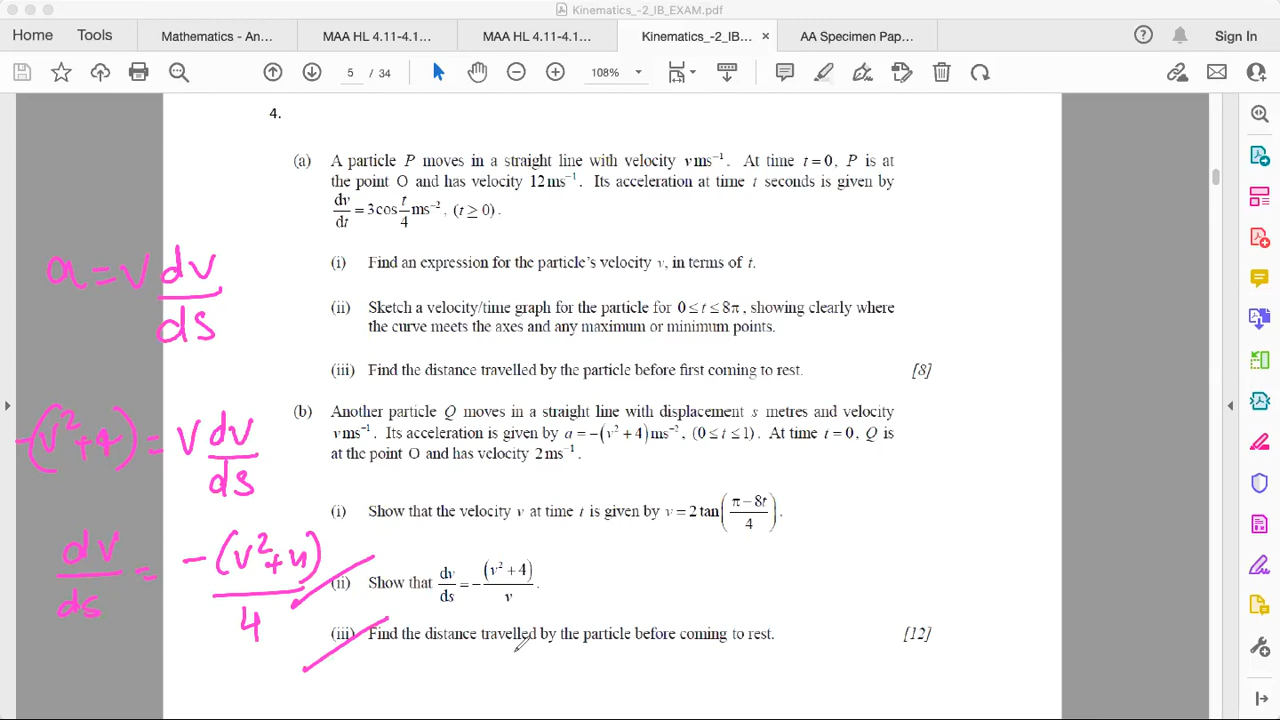 Kinematics_-2_IB_EXAM.pdf
Home Tools Mathematics - An... MAA HL 4.11-4.1... MAA HL 4.11-4.1... Kinematics_-2_IB... × AA Specimen Pap... Sign In
5 / 34 108%
4.
(a) A particle P moves in a straight line with velocity v ms⁻¹. At time t = 0, P is at
the point O and has velocity 12 ms⁻¹. Its acceleration at time t seconds is given by
dv/dt = 3cos t/4 ms⁻², (t ≥ 0).
a = v dv/ds
(i) Find an expression for the particle's velocity v, in terms of t.
(ii) Sketch a velocity/time graph for the particle for 0 ≤ t ≤ 8π, showing clearly where
the curve meets the axes and any maximum or minimum points.
(iii) Find the distance travelled by the particle before first coming to rest. [8]
(b) Another particle Q moves in a straight line with displacement s metres and velocity
v ms⁻¹. Its acceleration is given by a = −(v² + 4) ms⁻², (0 ≤ t ≤ 1). At time t = 0, Q is
at the point O and has velocity 2 ms⁻¹.
-(v²+4) = v dv/ds
(i) Show that the velocity v at time t is given by v = 2 tan((π − 8t)/4).
dv/ds = -(v²+4)/4
(ii) Show that dv/ds = −(v² + 4)/v.
(iii) Find the distance travelled by the particle before coming to rest. [12]